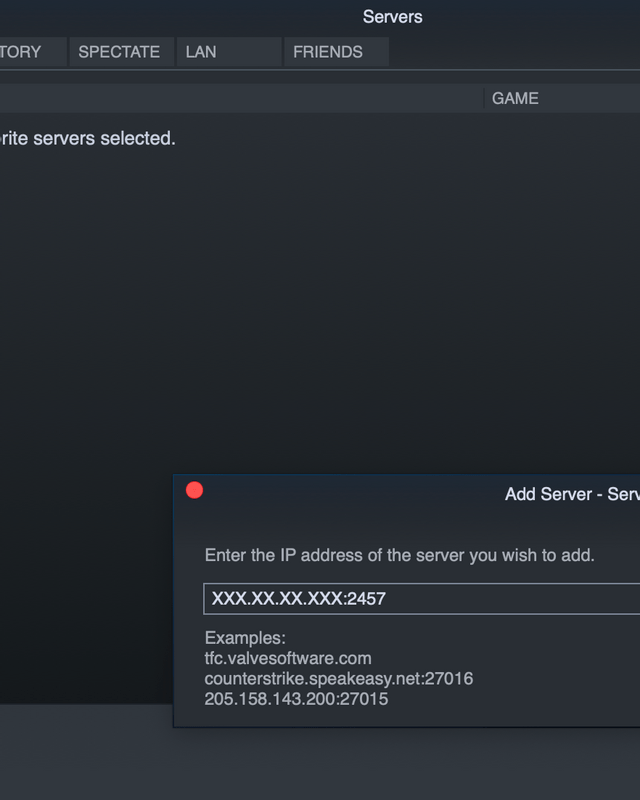 Servers
TORY SPECTATE LAN FRIENDS
GAME
rite servers selected.
Add Server - Serv
Enter the IP address of the server you wish to add.
XXX.XX.XX.XXX:2457
Examples:
tfc.valvesoftware.com
counterstrike.speakeasy.net:27016
205.158.143.200:27015